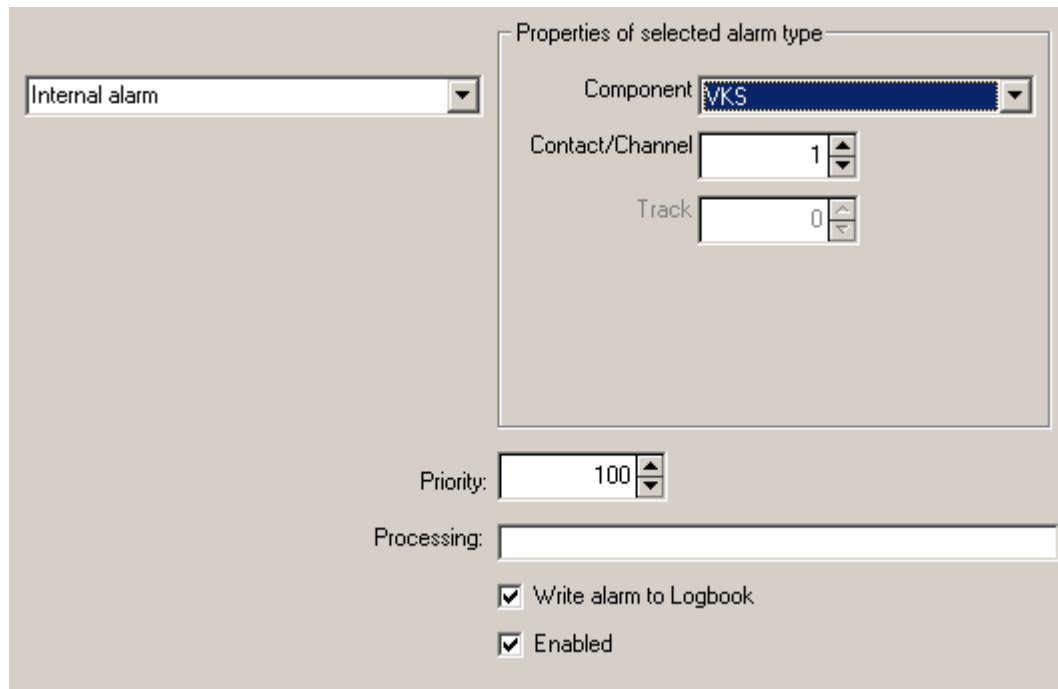 Properties of selected alarm type
Internal alarm
Component VKS
Contact/Channel 1
Track 0
Priority: 100
Processing:
Write alarm to Logbook
Enabled